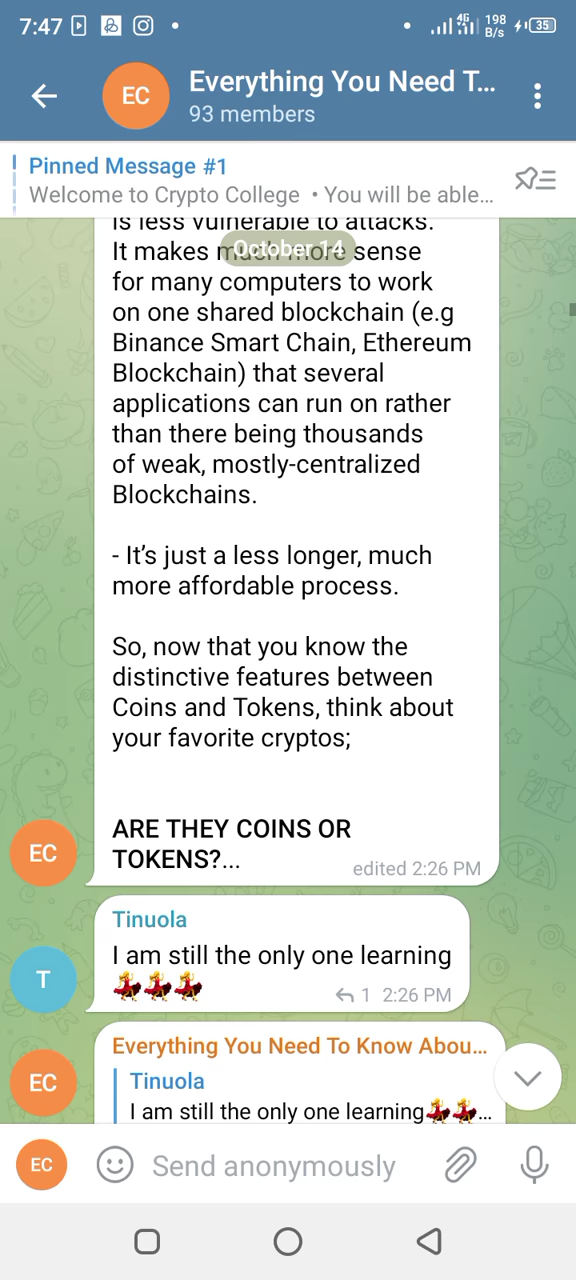 7:47
4G
198
B/s
35
EC
Everything You Need T...
93 members
Pinned Message #1
Welcome to Crypto College • You will be able...
is less vulnerable to attacks.
October 14
It makes much more sense
for many computers to work
on one shared blockchain (e.g
Binance Smart Chain, Ethereum
Blockchain) that several
applications can run on rather
than there being thousands
of weak, mostly-centralized
Blockchains.
- It’s just a less longer, much
more affordable process.
So, now that you know the
distinctive features between
Coins and Tokens, think about
your favorite cryptos;
ARE THEY COINS OR
TOKENS?...
edited 2:26 PM
EC
Tinuola
I am still the only one learning
💃💃💃
1 2:26 PM
T
Everything You Need To Know Abou...
Tinuola
I am still the only one learning💃💃...
EC
EC
Send anonymously